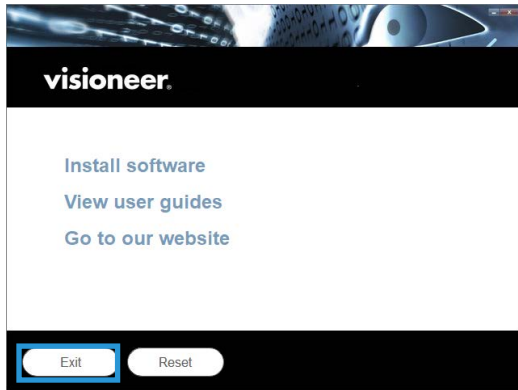 visioneer®
Install software
View user guides
Go to our website
Exit
Reset